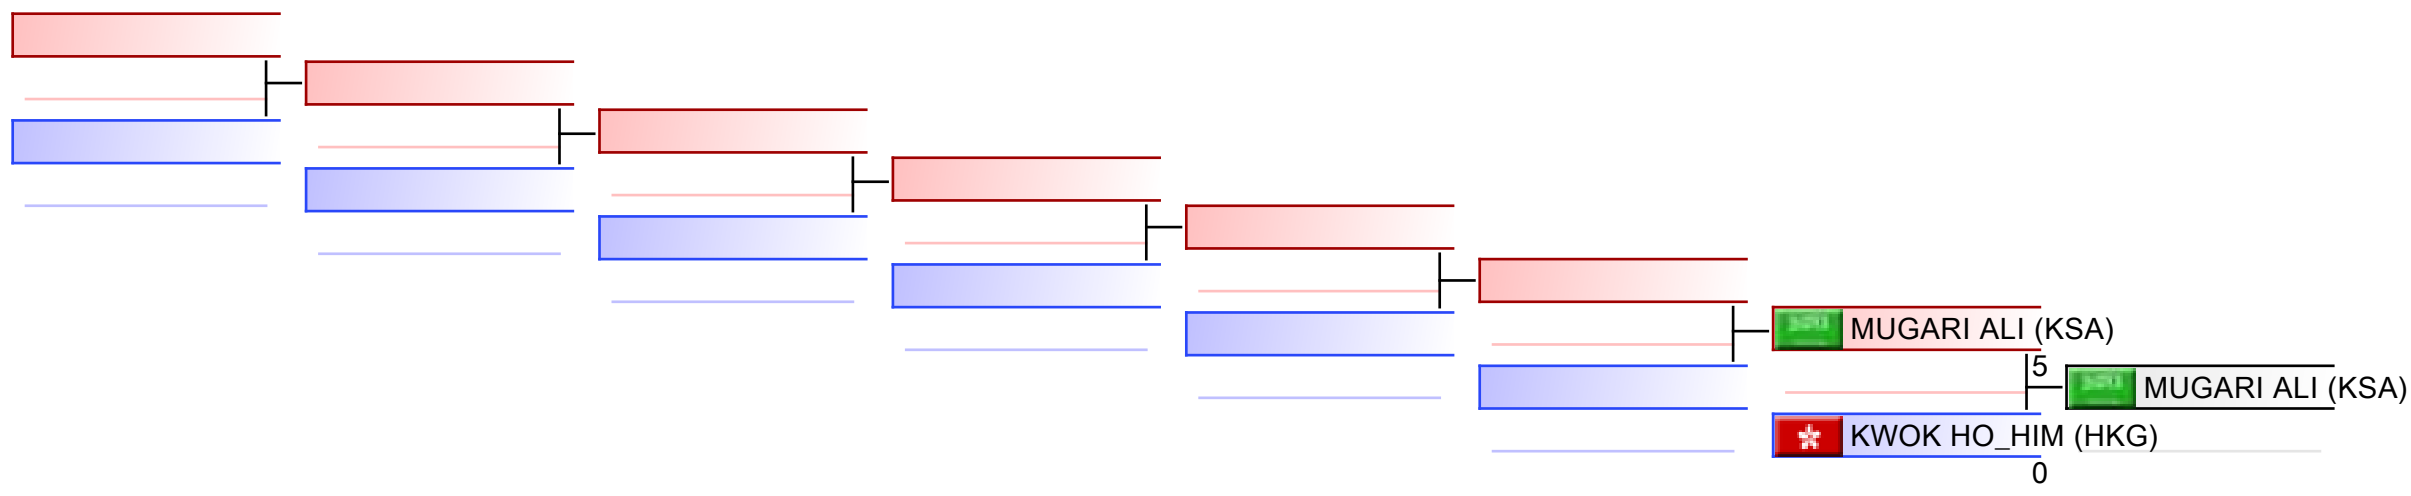 MUGARI ALI (KSA)
5
MUGARI ALI (KSA)
KWOK HO_HIM (HKG)
0